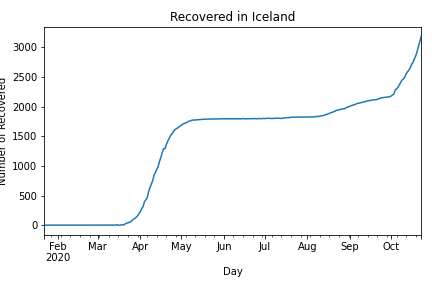 Recovered in Iceland
Number of Recovered
3000
2500
2000
1500
1000
500
0
Feb Mar Apr May Jun Jul Aug Sep Oct
2020
Day